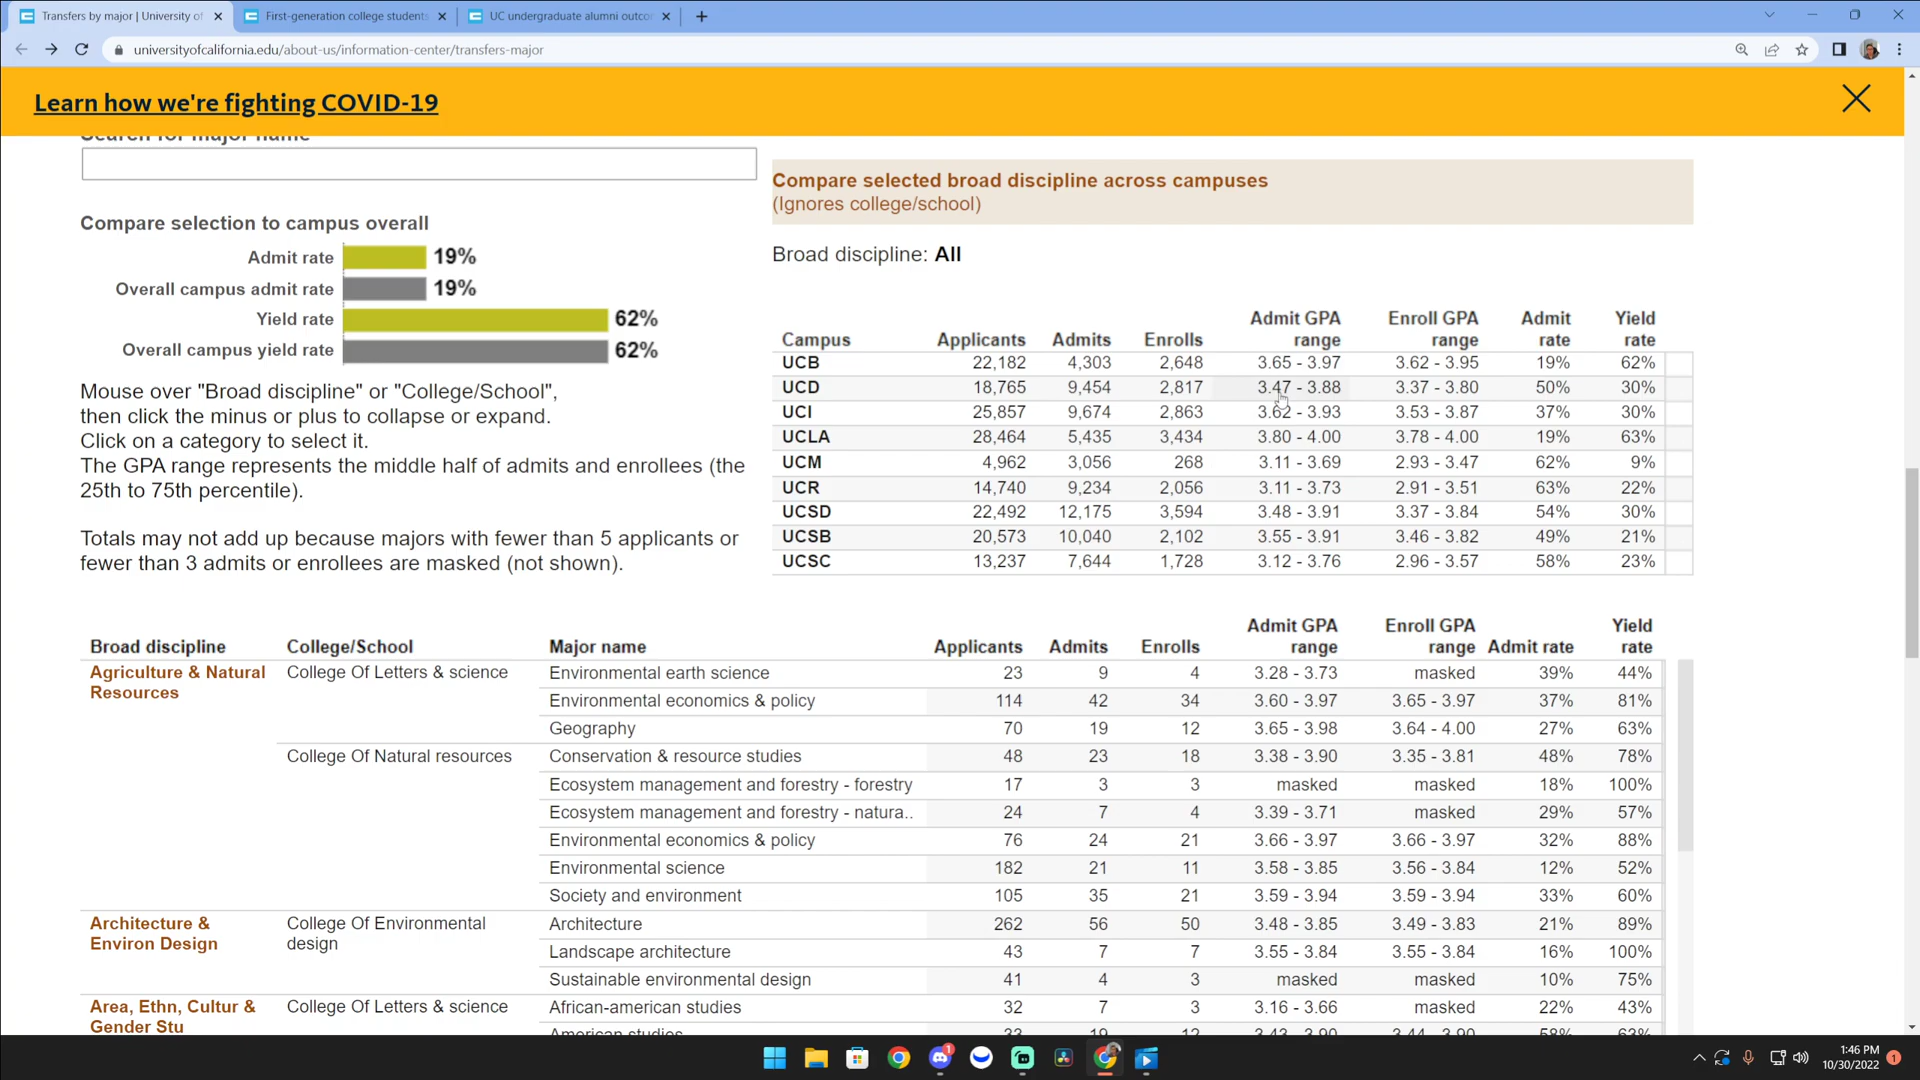 Transfers by major | University of
First-generation college students
UC undergraduate alumni outco
universityofcalifornia.edu/about-us/information-center/transfers-major
Learn how we're fighting COVID-19
Search for major name
Compare selection to campus overall
Admit rate 19%
Overall campus admit rate 19%
Yield rate 62%
Overall campus yield rate 62%
Mouse over "Broad discipline" or "College/School",
then click the minus or plus to collapse or expand.
Click on a category to select it.
The GPA range represents the middle half of admits and enrollees (the
25th to 75th percentile).
Totals may not add up because majors with fewer than 5 applicants or
fewer than 3 admits or enrollees are masked (not shown).
Compare selected broad discipline across campuses
(Ignores college/school)
Broad discipline: All
Campus Applicants Admits Enrolls Admit GPA range Enroll GPA range Admit rate Yield rate
UCB 22,182 4,303 2,648 3.65 - 3.97 3.62 - 3.95 19% 62%
UCD 18,765 9,454 2,817 3.47 - 3.88 3.37 - 3.80 50% 30%
UCI 25,857 9,674 2,863 3.62 - 3.93 3.53 - 3.87 37% 30%
UCLA 28,464 5,435 3,434 3.80 - 4.00 3.78 - 4.00 19% 63%
UCM 4,962 3,056 268 3.11 - 3.69 2.93 - 3.47 62% 9%
UCR 14,740 9,234 2,056 3.11 - 3.73 2.91 - 3.51 63% 22%
UCSD 22,492 12,175 3,594 3.48 - 3.91 3.37 - 3.84 54% 30%
UCSB 20,573 10,040 2,102 3.55 - 3.91 3.46 - 3.82 49% 21%
UCSC 13,237 7,644 1,728 3.12 - 3.76 2.96 - 3.57 58% 23%
Broad discipline College/School Major name Applicants Admits Enrolls Admit GPA range Enroll GPA range Admit rate Yield rate
Agriculture & Natural Resources College Of Letters & science Environmental earth science 23 9 4 3.28 - 3.73 masked 39% 44%
Environmental economics & policy 114 42 34 3.60 - 3.97 3.65 - 3.97 37% 81%
Geography 70 19 12 3.65 - 3.98 3.64 - 4.00 27% 63%
College Of Natural resources Conservation & resource studies 48 23 18 3.38 - 3.90 3.35 - 3.81 48% 78%
Ecosystem management and forestry - forestry 17 3 3 masked masked 18% 100%
Ecosystem management and forestry - natura.. 24 7 4 3.39 - 3.71 masked 29% 57%
Environmental economics & policy 76 24 21 3.66 - 3.97 3.66 - 3.97 32% 88%
Environmental science 182 21 11 3.58 - 3.85 3.56 - 3.84 12% 52%
Society and environment 105 35 21 3.59 - 3.94 3.59 - 3.94 33% 60%
Architecture & Environ Design College Of Environmental design Architecture 262 56 50 3.48 - 3.85 3.49 - 3.83 21% 89%
Landscape architecture 43 7 7 3.55 - 3.84 3.55 - 3.84 16% 100%
Sustainable environmental design 41 4 3 masked masked 10% 75%
Area, Ethn, Cultur & Gender Stu College Of Letters & science African-american studies 32 7 3 3.16 - 3.66 masked 22% 43%
American studies 33 19 12 3.43 - 3.90 3.44 - 3.90 58% 63%
1:46 PM
10/30/2022
1
1